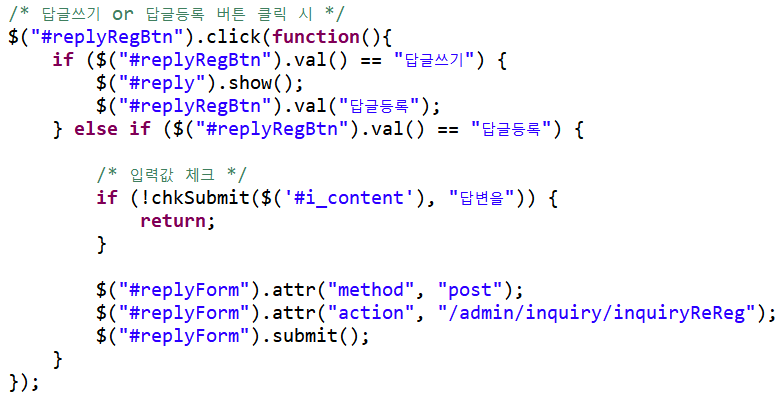 /* 답글쓰기 or 답글등록 버튼 클릭 시 */
$("#replyRegBtn").click(function(){
    if ($("#replyRegBtn").val() == "답글쓰기") {
        $("#reply").show();
        $("#replyRegBtn").val("답글등록");
    } else if ($("#replyRegBtn").val() == "답글등록") {

        /* 입력값 체크 */
        if (!chkSubmit($('#i_content'), "답변을")) {
            return;
        }

        $("#replyForm").attr("method", "post");
        $("#replyForm").attr("action", "/admin/inquiry/inquiryReReg");
        $("#replyForm").submit();
    }
});